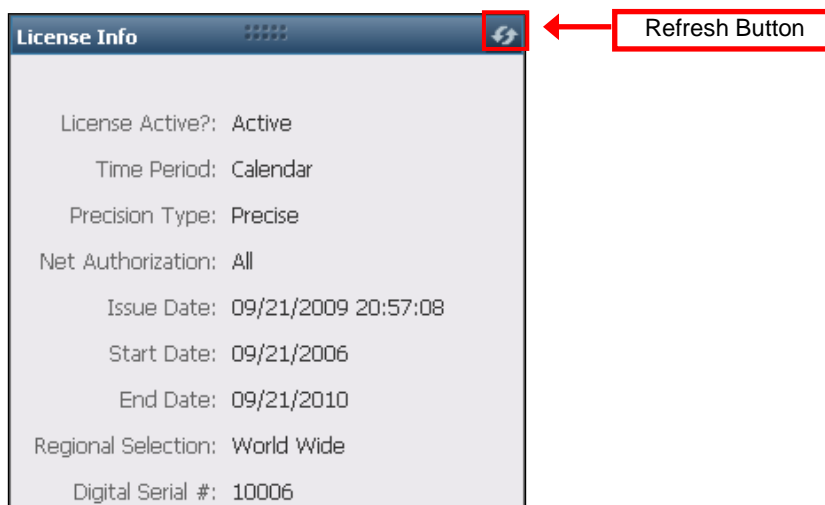 License Info
Refresh Button
License Active?: Active
Time Period: Calendar
Precision Type: Precise
Net Authorization: All
Issue Date: 09/21/2009 20:57:08
Start Date: 09/21/2006
End Date: 09/21/2010
Regional Selection: World Wide
Digital Serial #: 10006